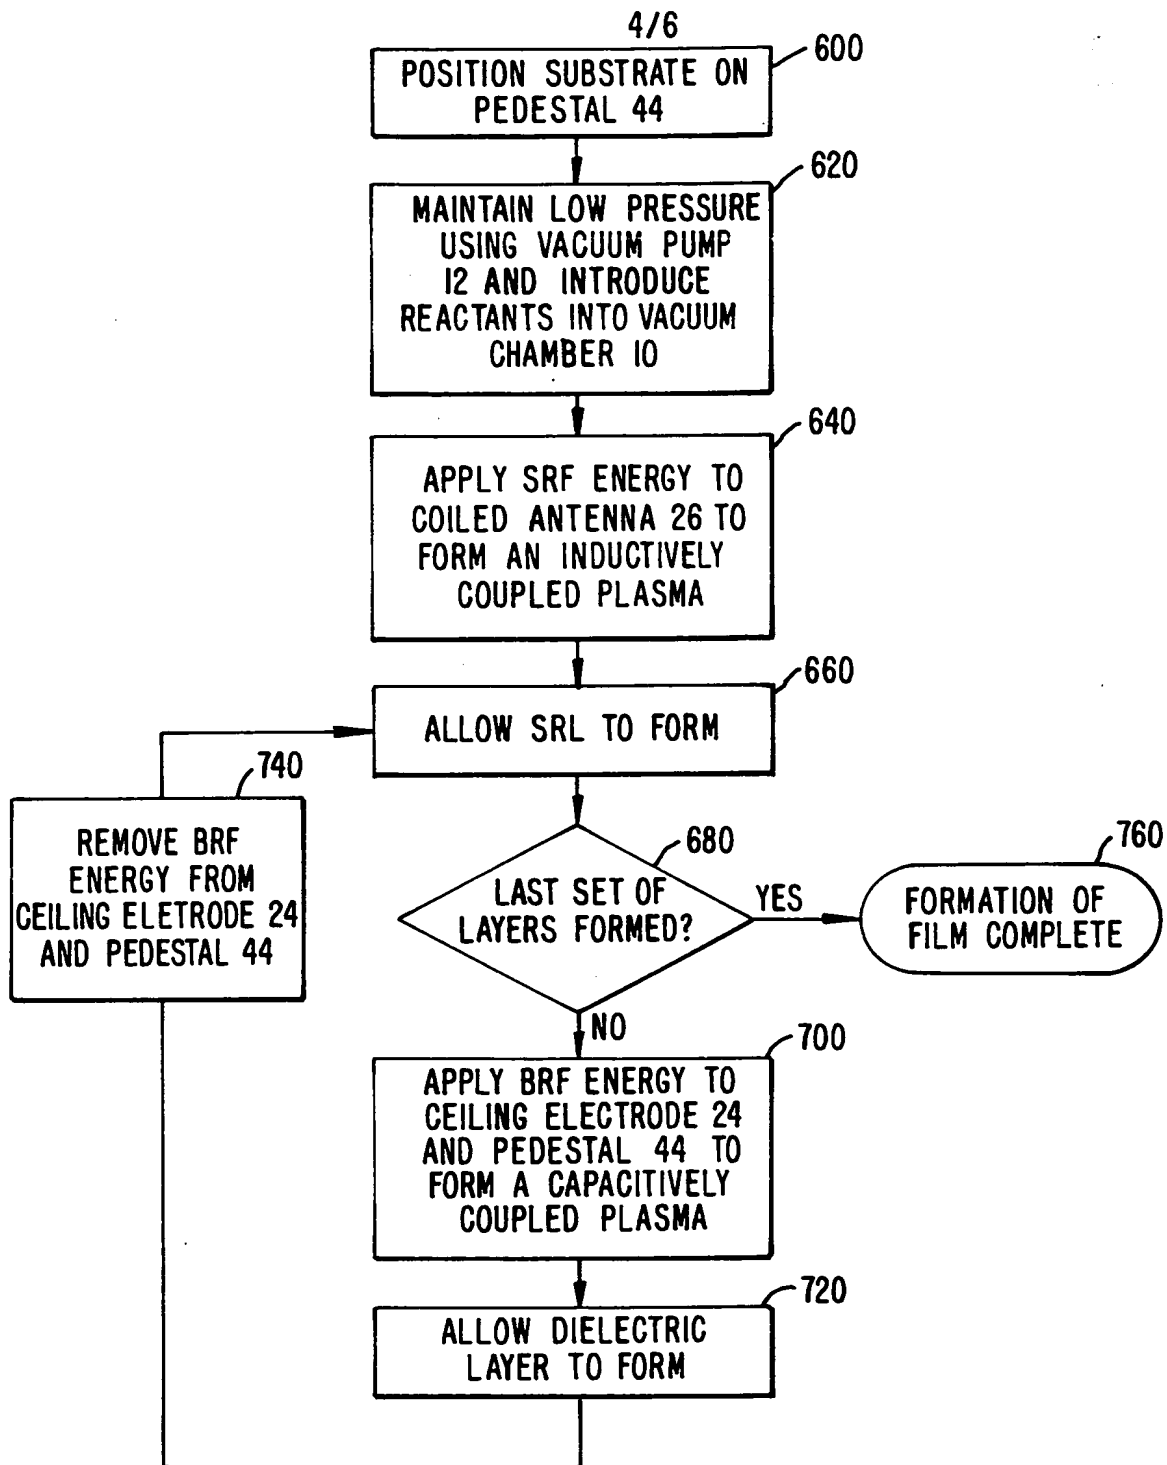 4/6
600
POSITION SUBSTRATE ON
PEDESTAL 44
620
MAINTAIN LOW PRESSURE
USING VACUUM PUMP
12 AND INTRODUCE
REACTANTS INTO VACUUM
CHAMBER 10
640
APPLY SRF ENERGY TO
COILED ANTENNA 26 TO
FORM AN INDUCTIVELY
COUPLED PLASMA
660
ALLOW SRL TO FORM
740
REMOVE BRF
ENERGY FROM
CEILING ELETRODE 24
AND PEDESTAL 44
680
LAST SET OF
LAYERS FORMED?
YES
760
FORMATION OF
FILM COMPLETE
NO
700
APPLY BRF ENERGY TO
CEILING ELECTRODE 24
AND PEDESTAL 44 TO
FORM A CAPACITIVELY
COUPLED PLASMA
720
ALLOW DIELECTRIC
LAYER TO FORM